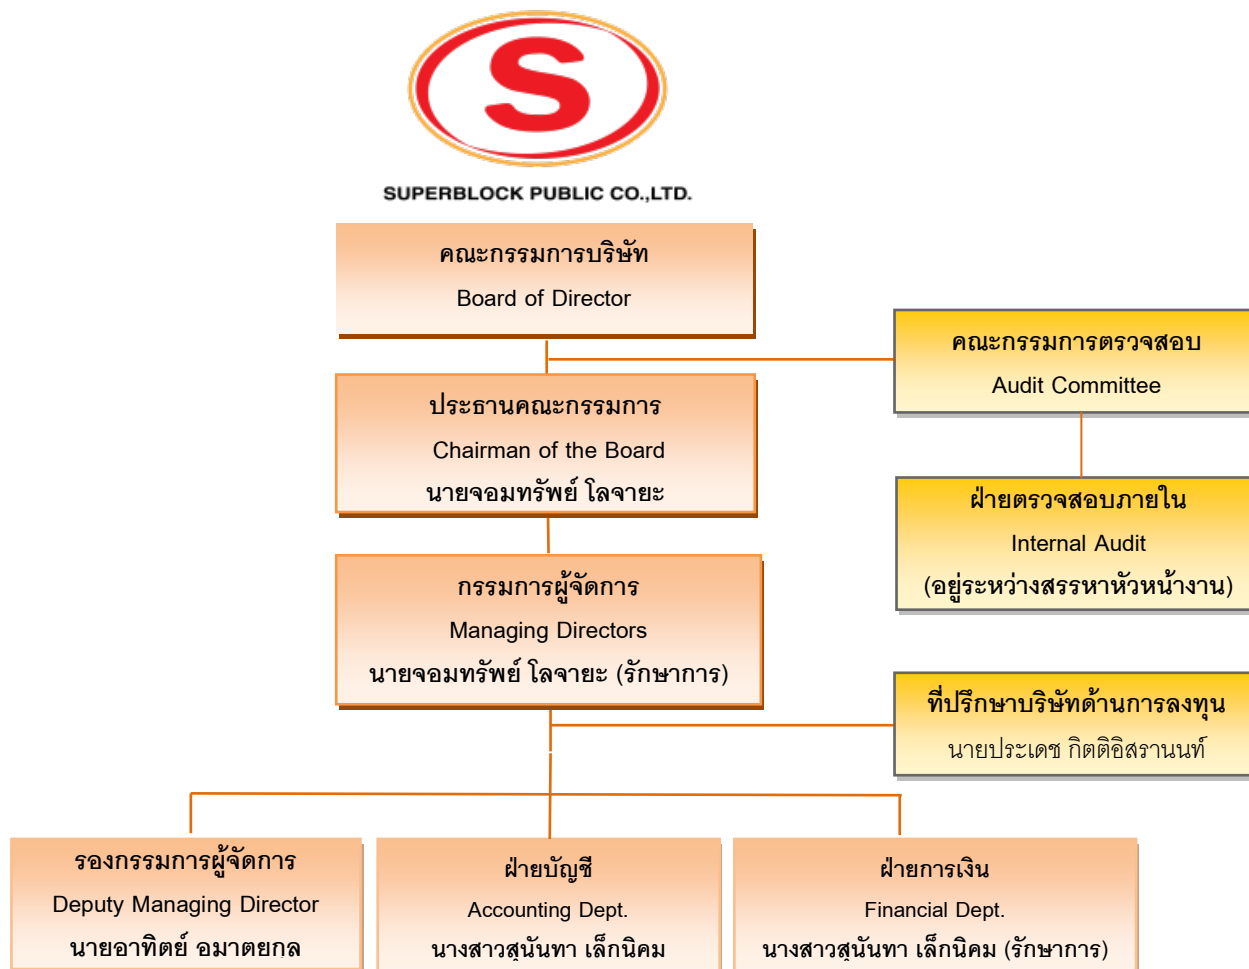 S
SUPERBLOCK PUBLIC CO.,LTD.
คณะกรรมการบริษัท
Board of Director
คณะกรรมการตรวจสอบ
Audit Committee
ประธานคณะกรรมการ
Chairman of the Board
นายจอมทรัพย์ โลจายะ
ฝ่ายตรวจสอบภายใน
Internal Audit
(อยู่ระหว่างสรรหาหัวหน้างาน)
กรรมการผู้จัดการ
Managing Directors
นายจอมทรัพย์ โลจายะ (รักษาการ)
ที่ปรึกษาบริษัทด้านการลงทุน
นายประเดช กิตติอิสรานนท์
รองกรรมการผู้จัดการ
Deputy Managing Director
นายอาทิตย์ อมาตยกุล
ฝ่ายบัญชี
Accounting Dept.
นางสาวสุนันทา เล็กนิคม
ฝ่ายการเงิน
Financial Dept.
นางสาวสุนันทา เล็กนิคม (รักษาการ)